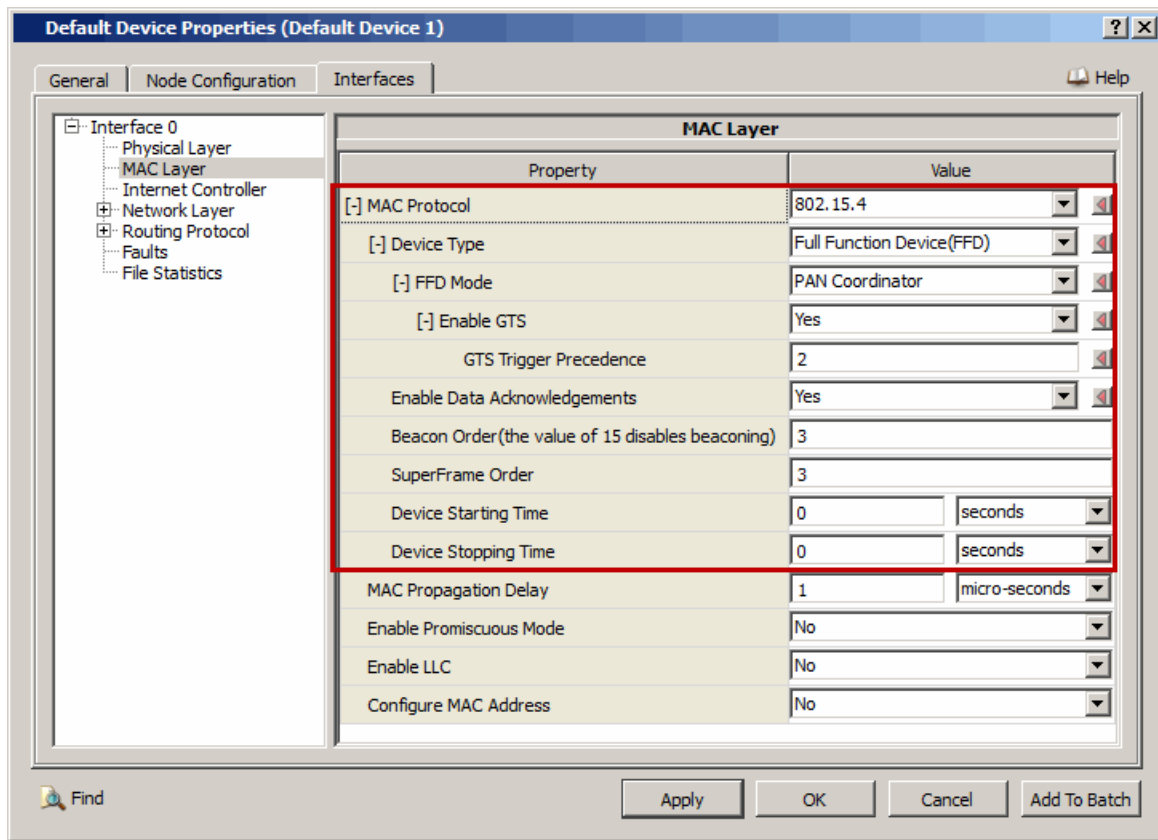 Default Device Properties (Default Device 1)
? X
General Node Configuration Interfaces Help
Interface 0
Physical Layer
MAC Layer
Internet Controller
Network Layer
Routing Protocol
Faults
File Statistics
MAC Layer
Property Value
[-] MAC Protocol 802.15.4
[-] Device Type Full Function Device(FFD)
[-] FFD Mode PAN Coordinator
[-] Enable GTS Yes
GTS Trigger Precedence 2
Enable Data Acknowledgements Yes
Beacon Order(the value of 15 disables beaconing) 3
SuperFrame Order 3
Device Starting Time 0 seconds
Device Stopping Time 0 seconds
MAC Propagation Delay 1 micro-seconds
Enable Promiscuous Mode No
Enable LLC No
Configure MAC Address No
Find Apply OK Cancel Add To Batch